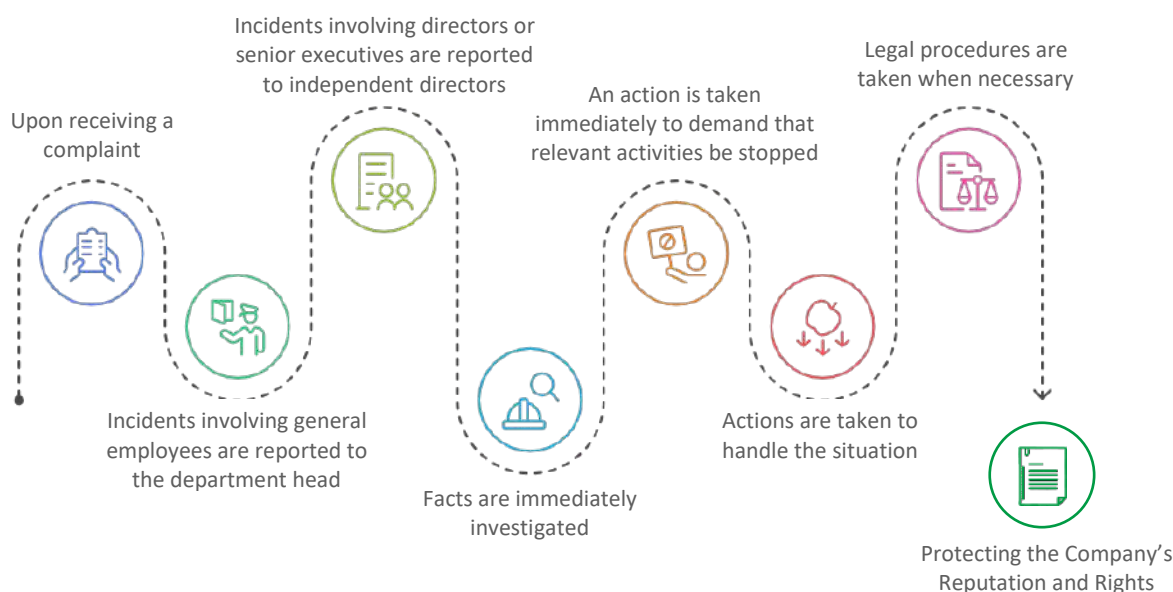 Upon receiving a
complaint
Incidents involving general
employees are reported to
the department head
Incidents involving directors or
senior executives are reported
to independent directors
Facts are immediately
investigated
An action is taken
immediately to demand that
relevant activities be stopped
Actions are taken to
handle the situation
Legal procedures are
taken when necessary
Protecting the Company’s
Reputation and Rights